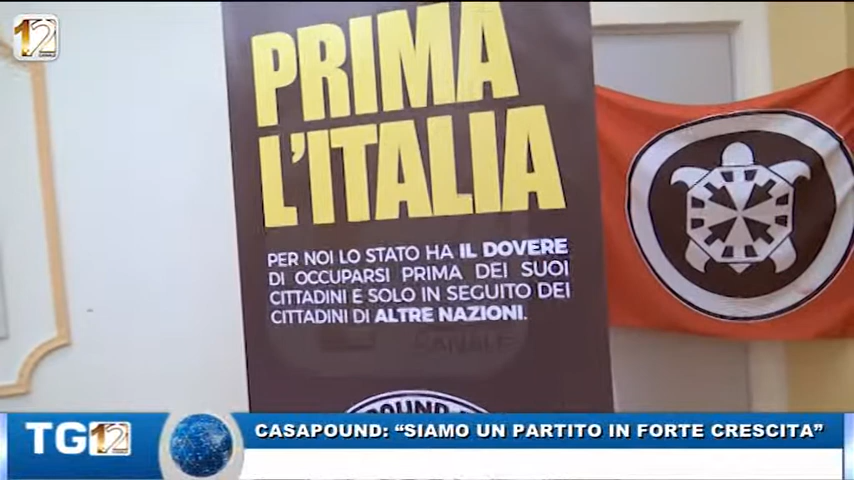 12
PRIMA
L'ITALIA
PER NOI LO STATO HA IL DOVERE
DI OCCUPARSI PRIMA DEI SUOI
CITTADINI E SOLO IN SEGUITO DEI
CITTADINI DI ALTRE NAZIONI.
CANALE
TG12
CASAPOUND: “SIAMO UN PARTITO IN FORTE CRESCITA”